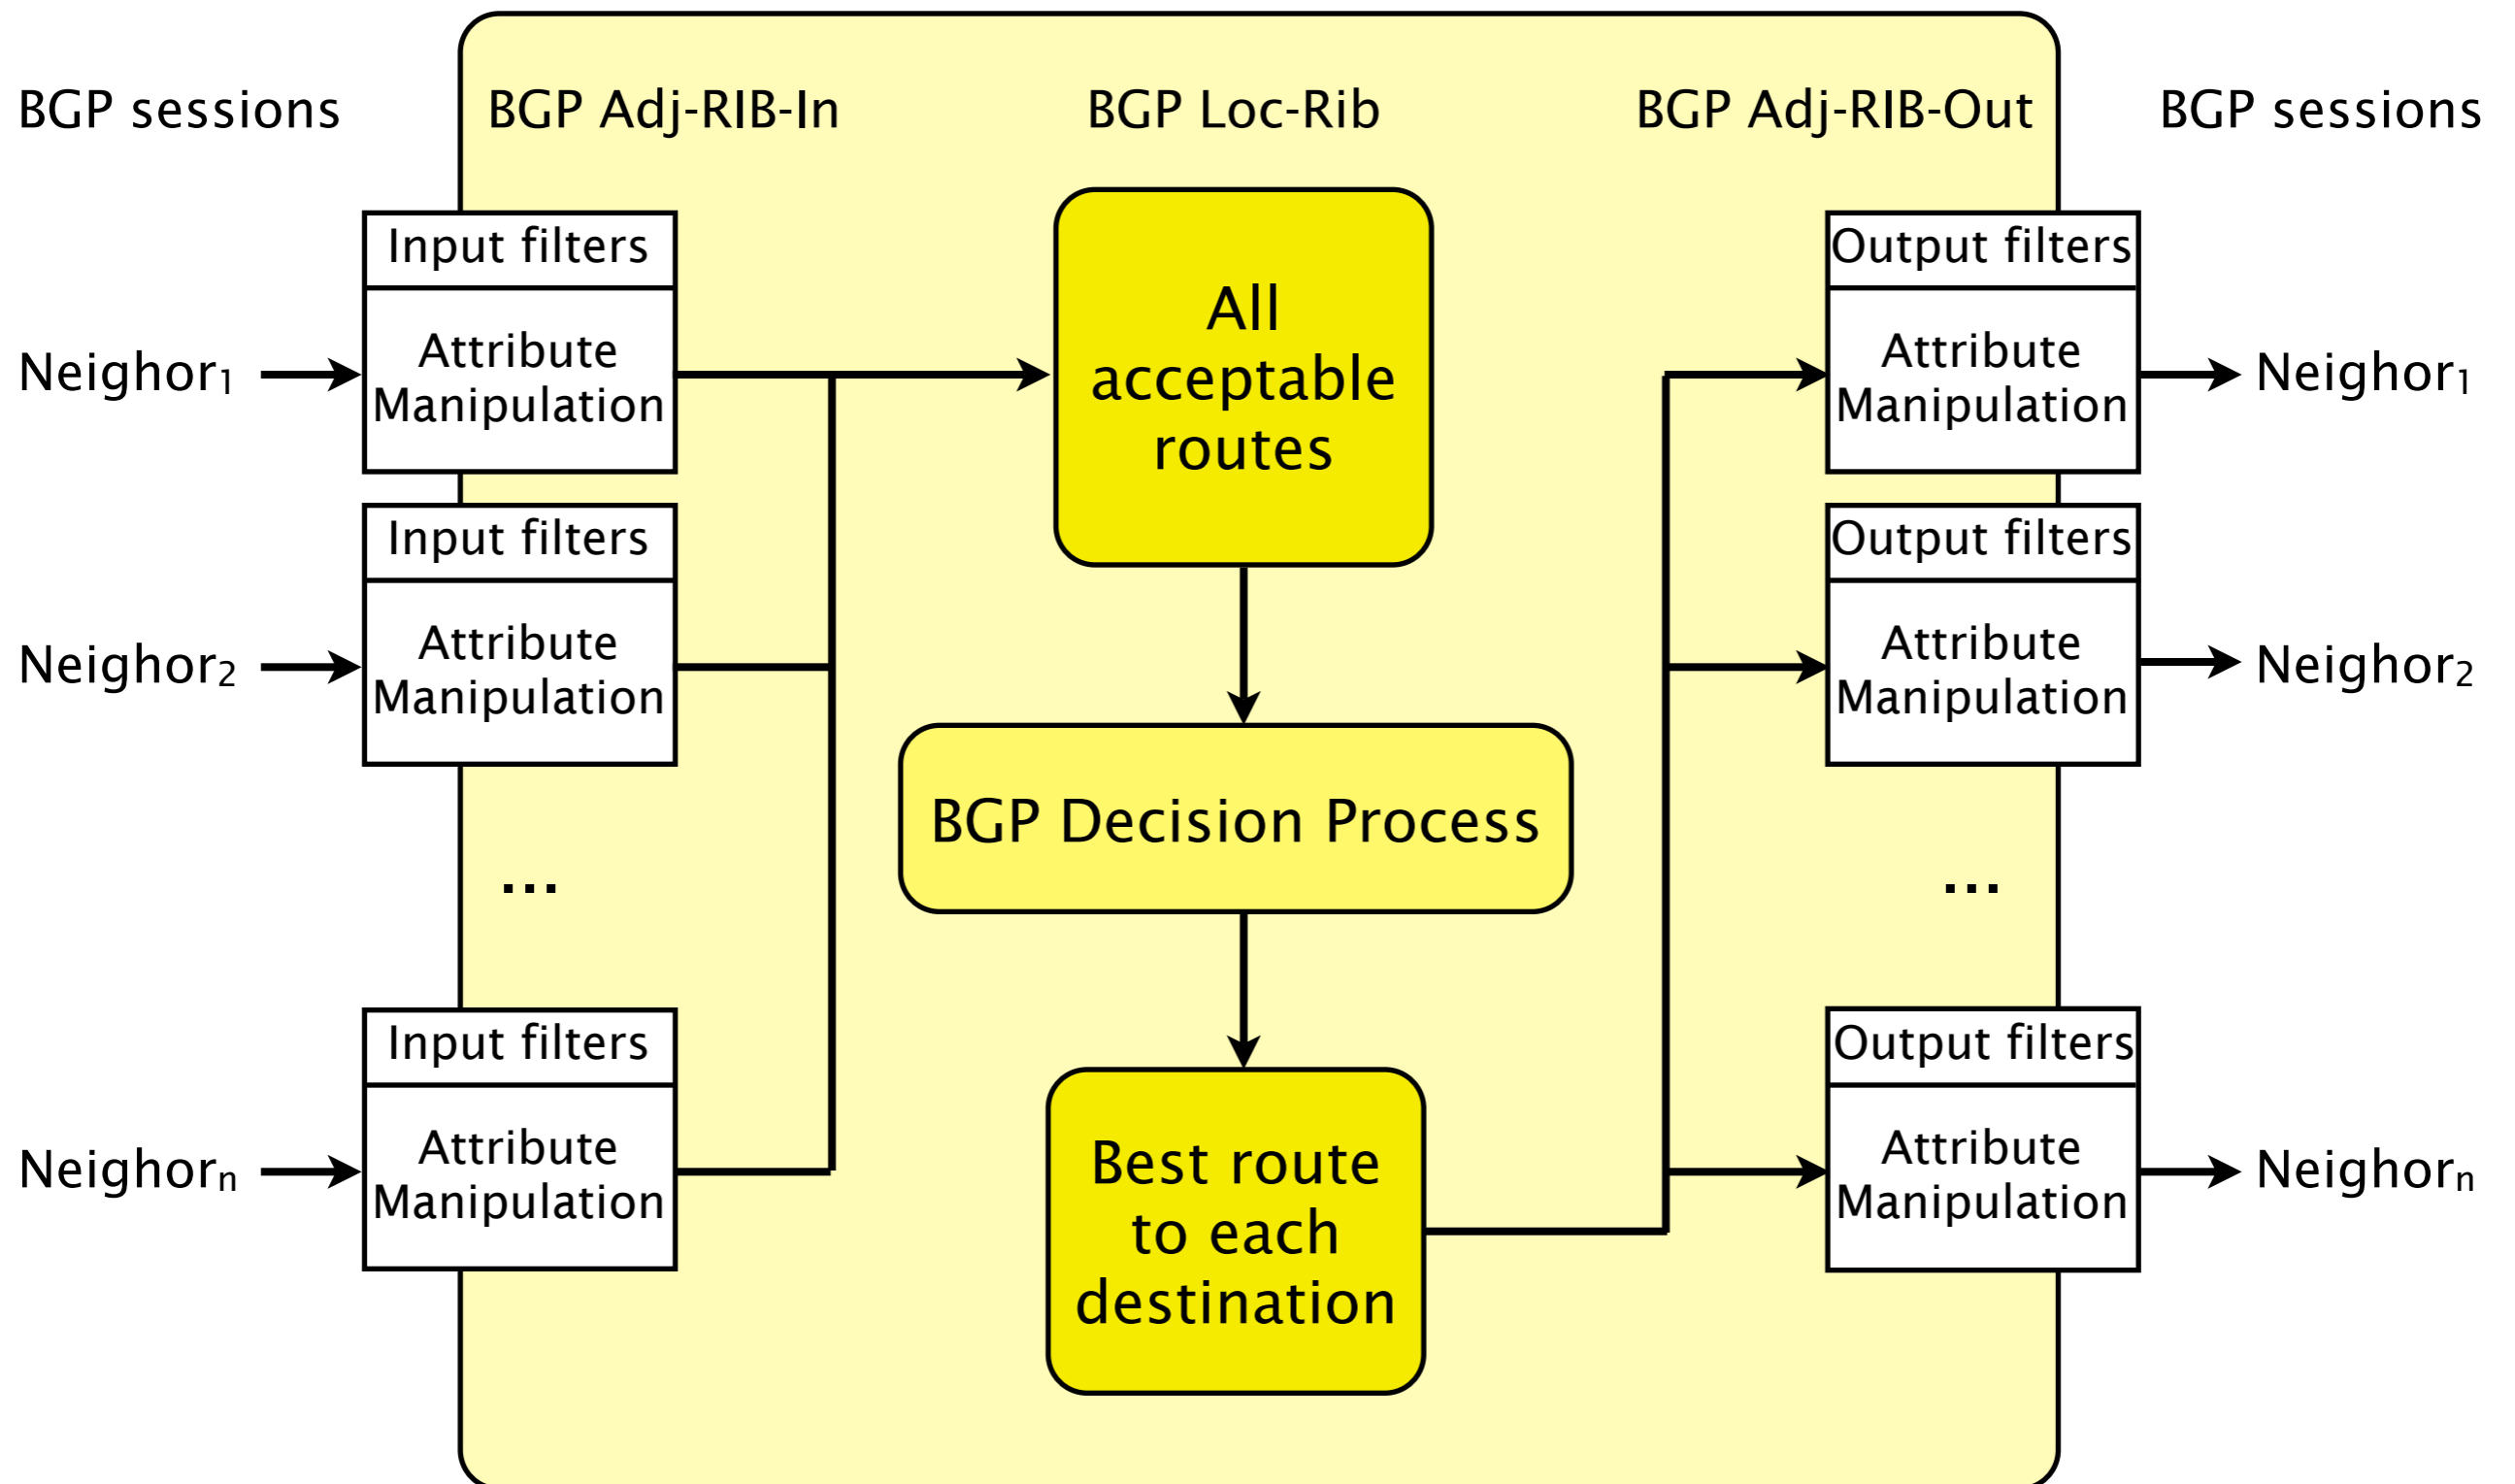 BGP sessions
BGP Adj-RIB-In
BGP Loc-Rib
BGP Adj-RIB-Out
BGP sessions
Input filters
Attribute
Manipulation
Neighor1
Input filters
Attribute
Manipulation
Neighor2
...
Input filters
Attribute
Manipulation
Neighorn
All
acceptable
routes
BGP Decision Process
Best route
to each
destination
Output filters
Attribute
Manipulation
Neighor1
Output filters
Attribute
Manipulation
Neighor2
...
Output filters
Attribute
Manipulation
Neighorn